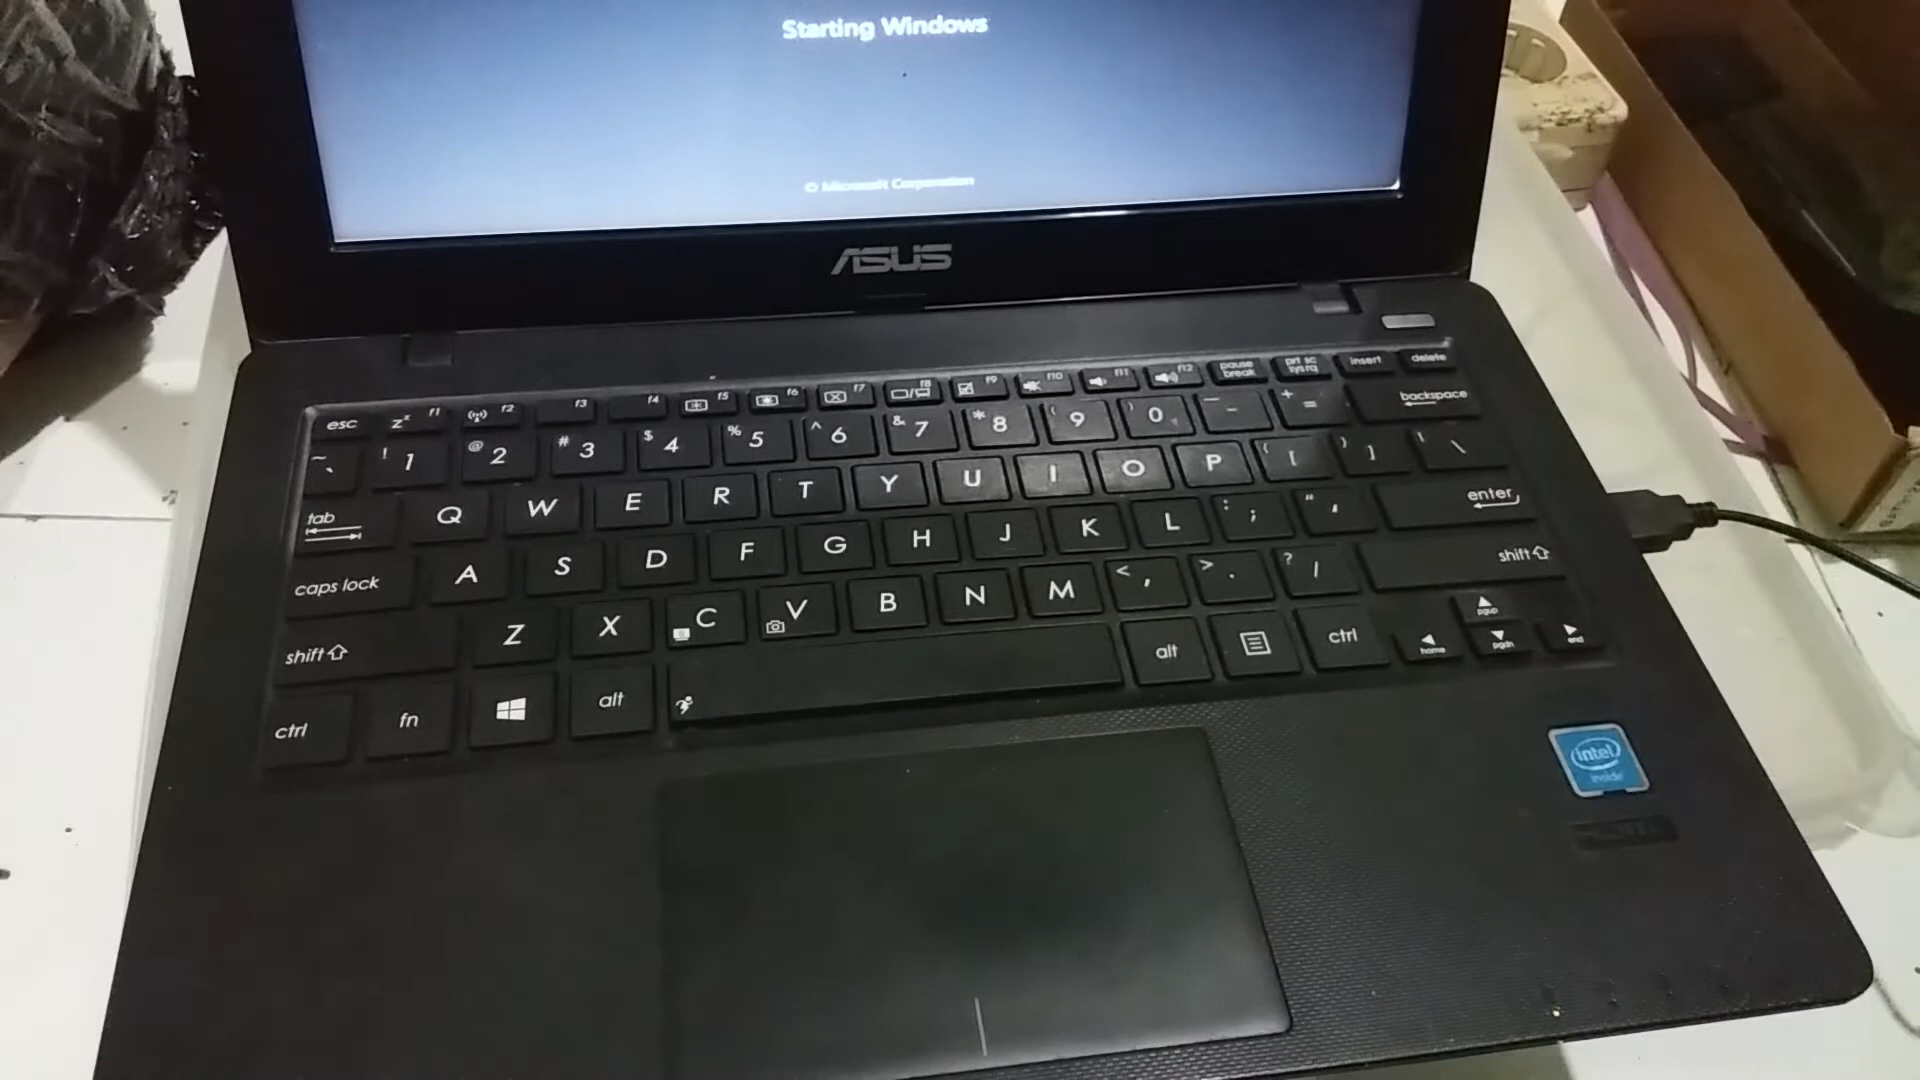 Starting Windows
© Microsoft Corporation
ASUS
esc f1 f2 f3 f4 f5 f6 f7 f8 f9 f10 f11 f12 pause break prt sc sysrq insert delete
~ ` ! 1 @ 2 # 3 $ 4 % 5 ^ 6 & 7 * 8 ( 9 ) 0 _ - + = backspace
tab Q W E R T Y U I O P { [ } ] | \
caps lock A S D F G H J K L : ; " ' enter
shift Z X C V B N M < , > . ? / shift
ctrl fn alt alt ctrl home pgup pgdn end
intel inside